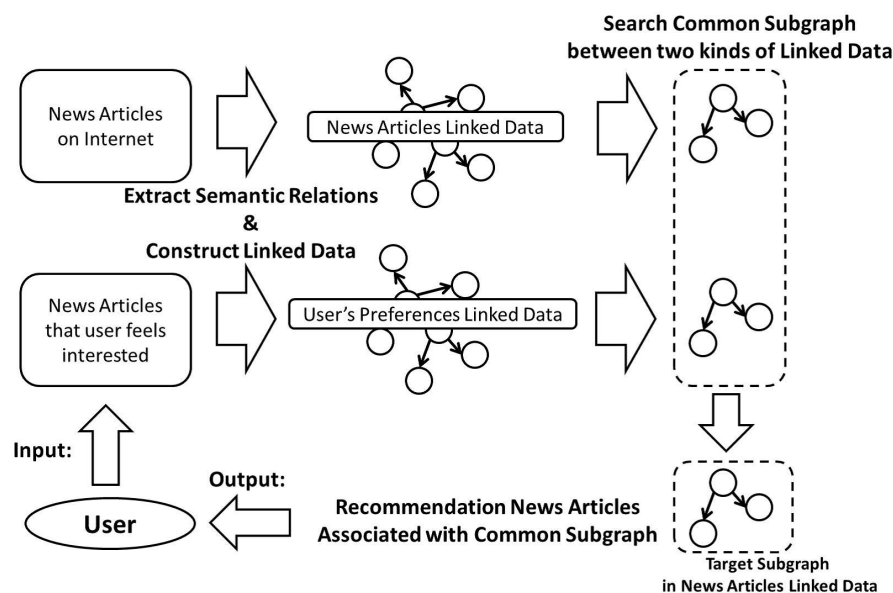 Search Common Subgraph
between two kinds of Linked Data
News Articles
on Internet
News Articles Linked Data
Extract Semantic Relations
&
Construct Linked Data
News Articles
that user feels
interested
User's Preferences Linked Data
Input:
User
Output:
Recommendation News Articles
Associated with Common Subgraph
Target Subgraph
in News Articles Linked Data